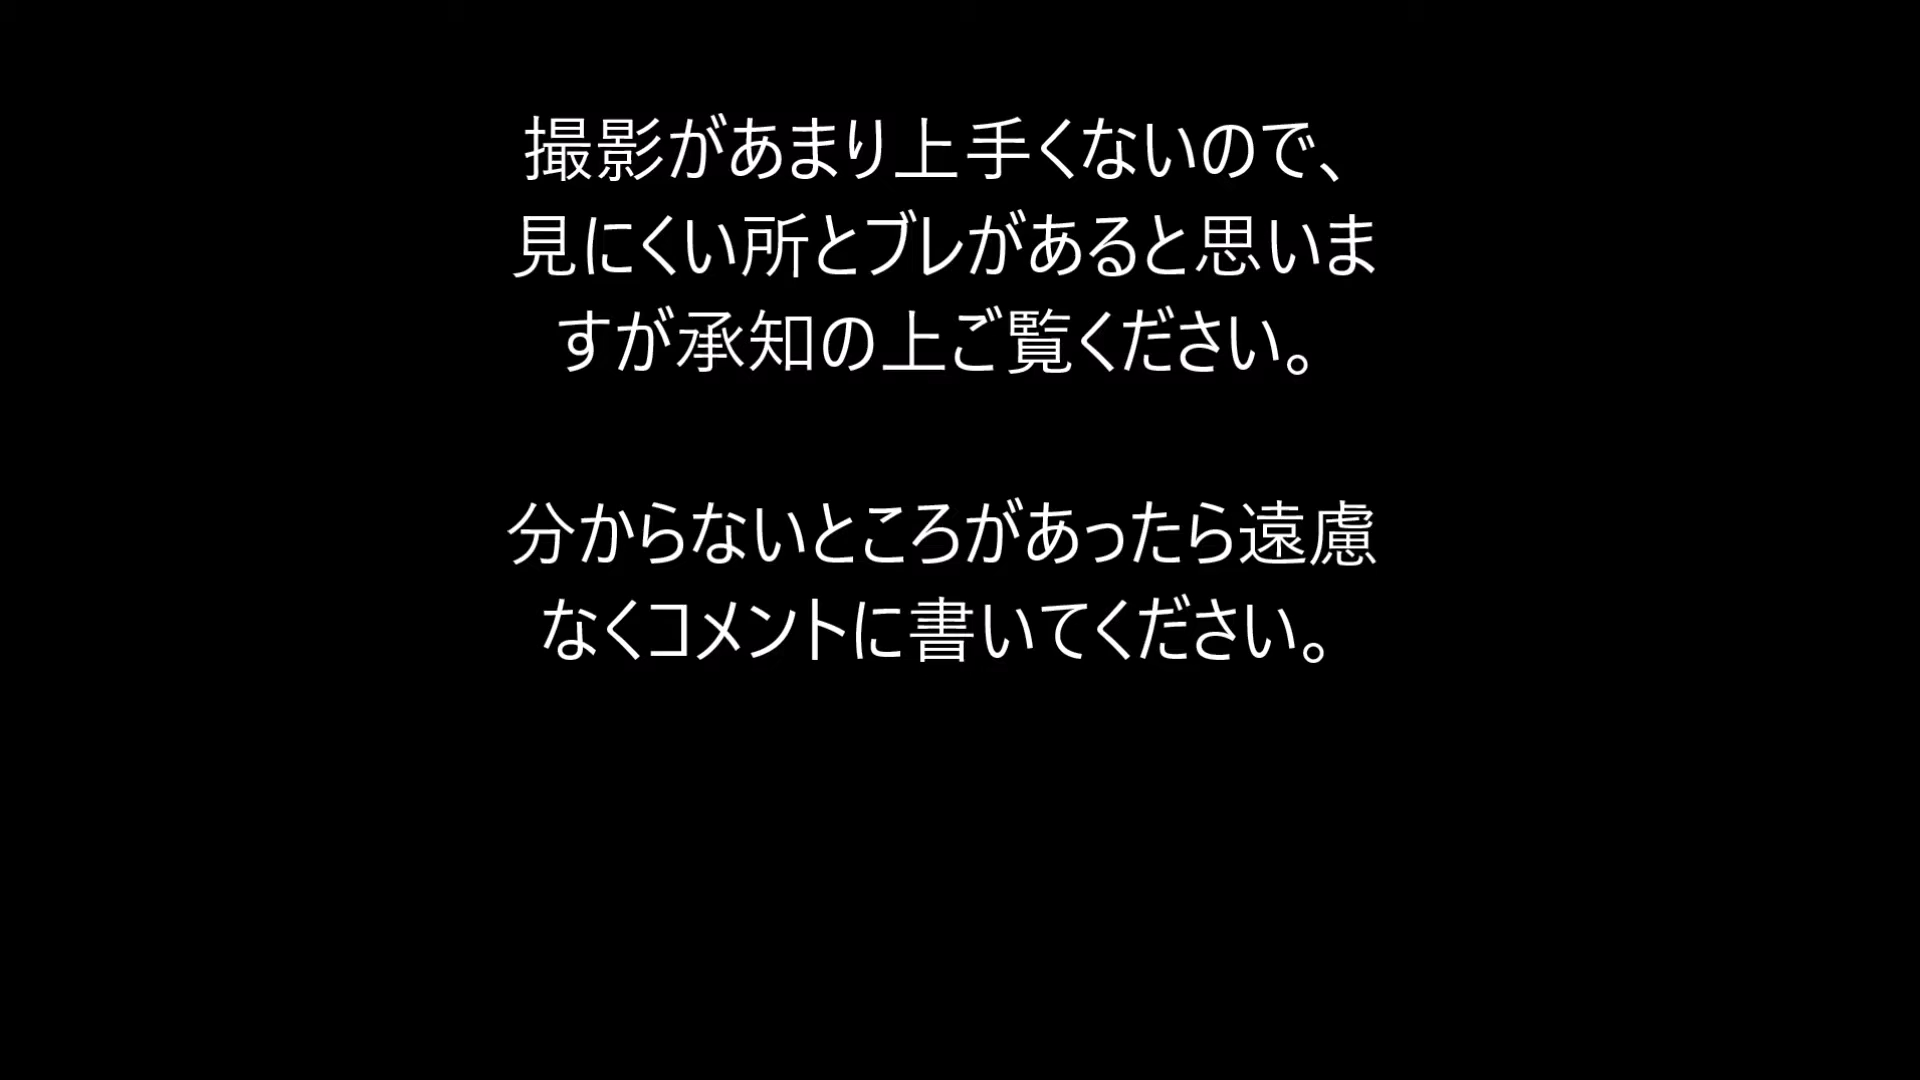 撮影があまり上手くないので、
見にくい所とブレがあると思いま
すが承知の上ご覧ください。
分からないところがあったら遠慮
なくコメントに書いてください。